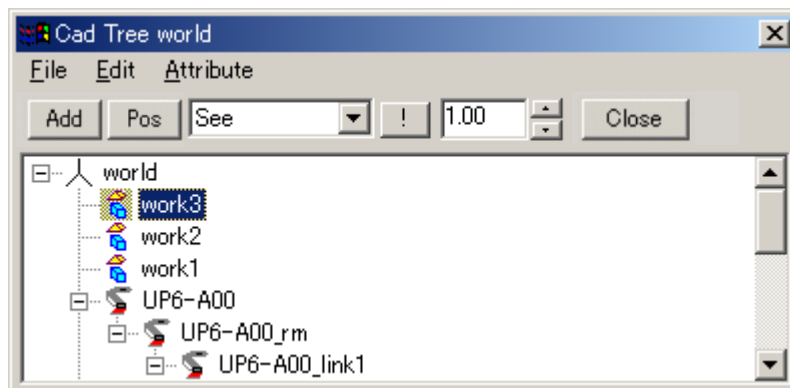 Cad Tree world
File Edit Attribute
Add Pos See ! 1.00 Close
world
work3
work2
work1
UP6-A00
UP6-A00_rm
UP6-A00_link1